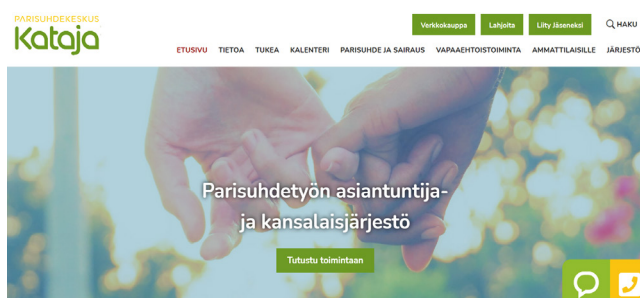 PARISUHDEKESKUS
Kataja
Verkkokauppa
Lahjoita
Liity Jäseneksi
HAKU
ETUSIVU TIETOA TUKEA KALENTERI PARISUHDE JA SAIRAUS VAPAAEHTOISTOIMINTA AMMATTILAISILLE JÄRJESTÖ
Parisuhdetyön asiantuntija-
ja kansalaisjärjestö
Tutustu toimintaan